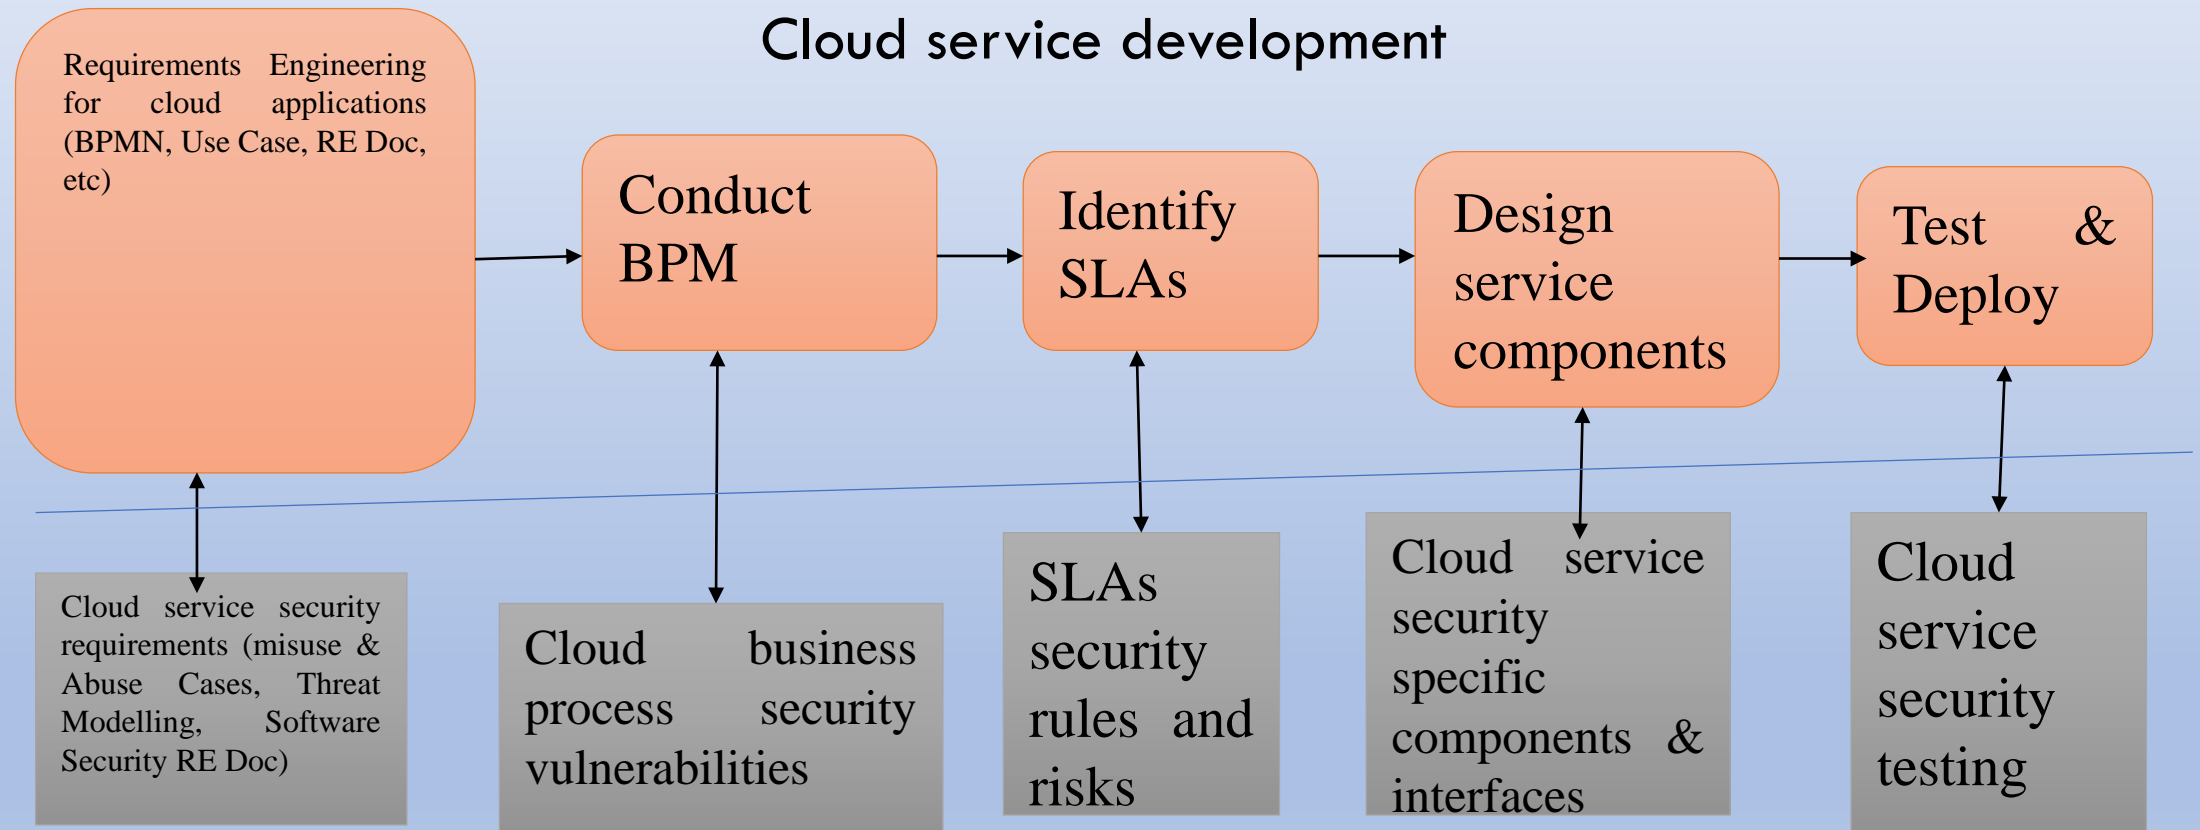 Cloud service development
Requirements Engineering
for cloud applications
(BPMN, Use Case, RE Doc,
etc)
Conduct
BPM
Identify
SLAs
Design
service
components
Test &
Deploy
Cloud service security
requirements (misuse &
Abuse Cases, Threat
Modelling, Software
Security RE Doc)
Cloud business
process security
vulnerabilities
SLAs
security
rules and
risks
Cloud service
security
specific
components &
interfaces
Cloud
service
security
testing